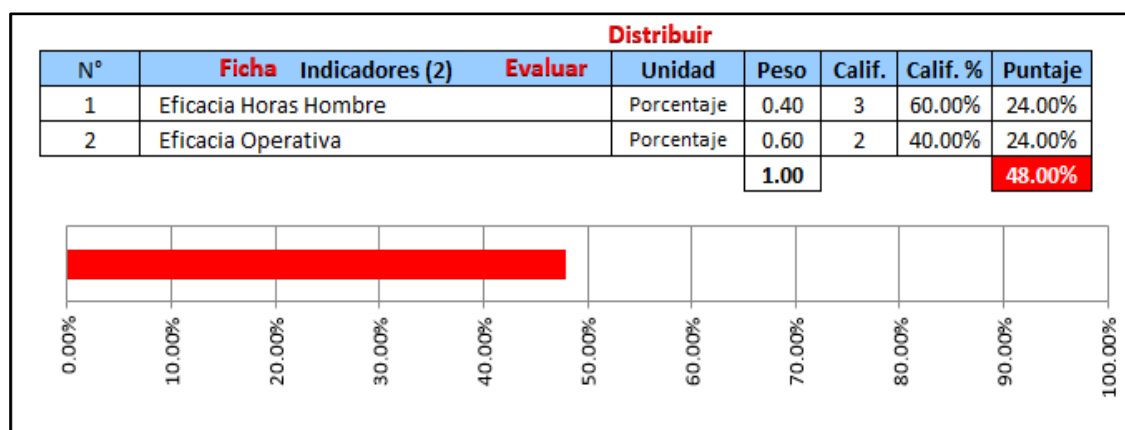 Distribuir
N° Ficha Indicadores (2) Evaluar Unidad Peso Calif. Calif. % Puntaje
1 Eficacia Horas Hombre Porcentaje 0.40 3 60.00% 24.00%
2 Eficacia Operativa Porcentaje 0.60 2 40.00% 24.00%
1.00 48.00%
0.00% 10.00% 20.00% 30.00% 40.00% 50.00% 60.00% 70.00% 80.00% 90.00% 100.00%